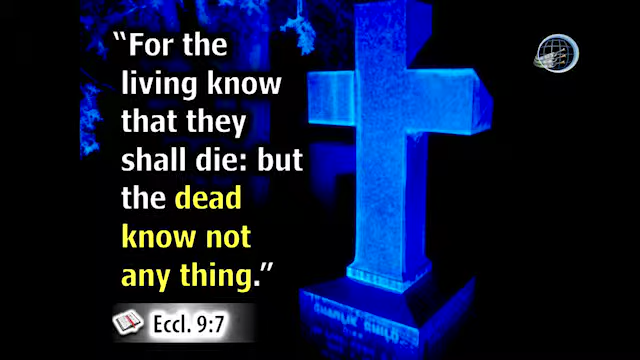 “For the
living know
that they
shall die: but
the dead
know not
any thing.”
Eccl. 9:7